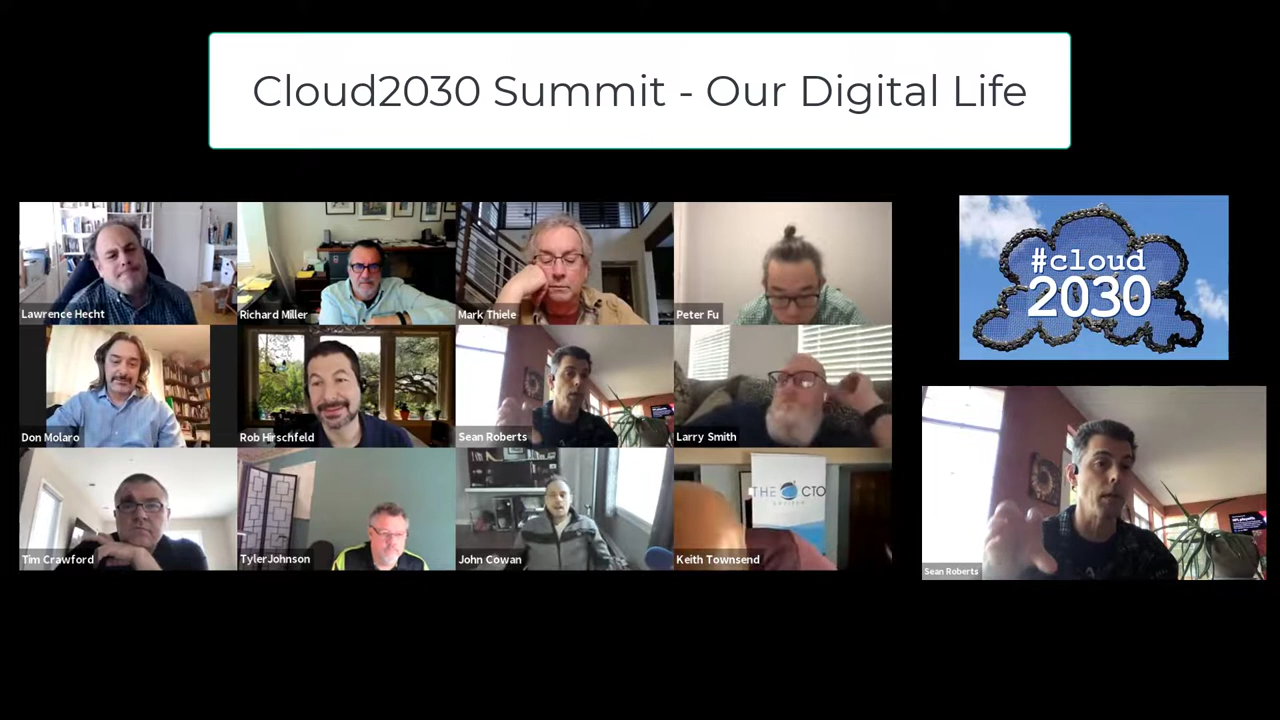 Cloud2030 Summit - Our Digital Life
Lawrence Hecht
Richard Miller
Mark Thiele
Peter Fu
#cloud
2030
Don Molaro
Rob Hirschfeld
Sean Roberts
Larry Smith
Tim Crawford
TylerJohnson
John Cowan
THE CTO
Keith Townsend
Sean Roberts